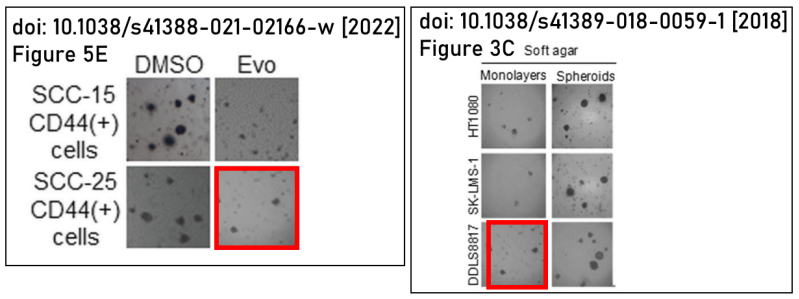 doi: 10.1038/s41388-021-02166-w [2022]
Figure 5E
DMSO Evo
SCC-15
CD44(+)
cells
SCC-25
CD44(+)
cells
doi: 10.1038/s41389-018-0059-1 [2018]
Figure 3C Soft agar
Monolayers Spheroids
HT1080
SK-LMS-1
DDLS8817